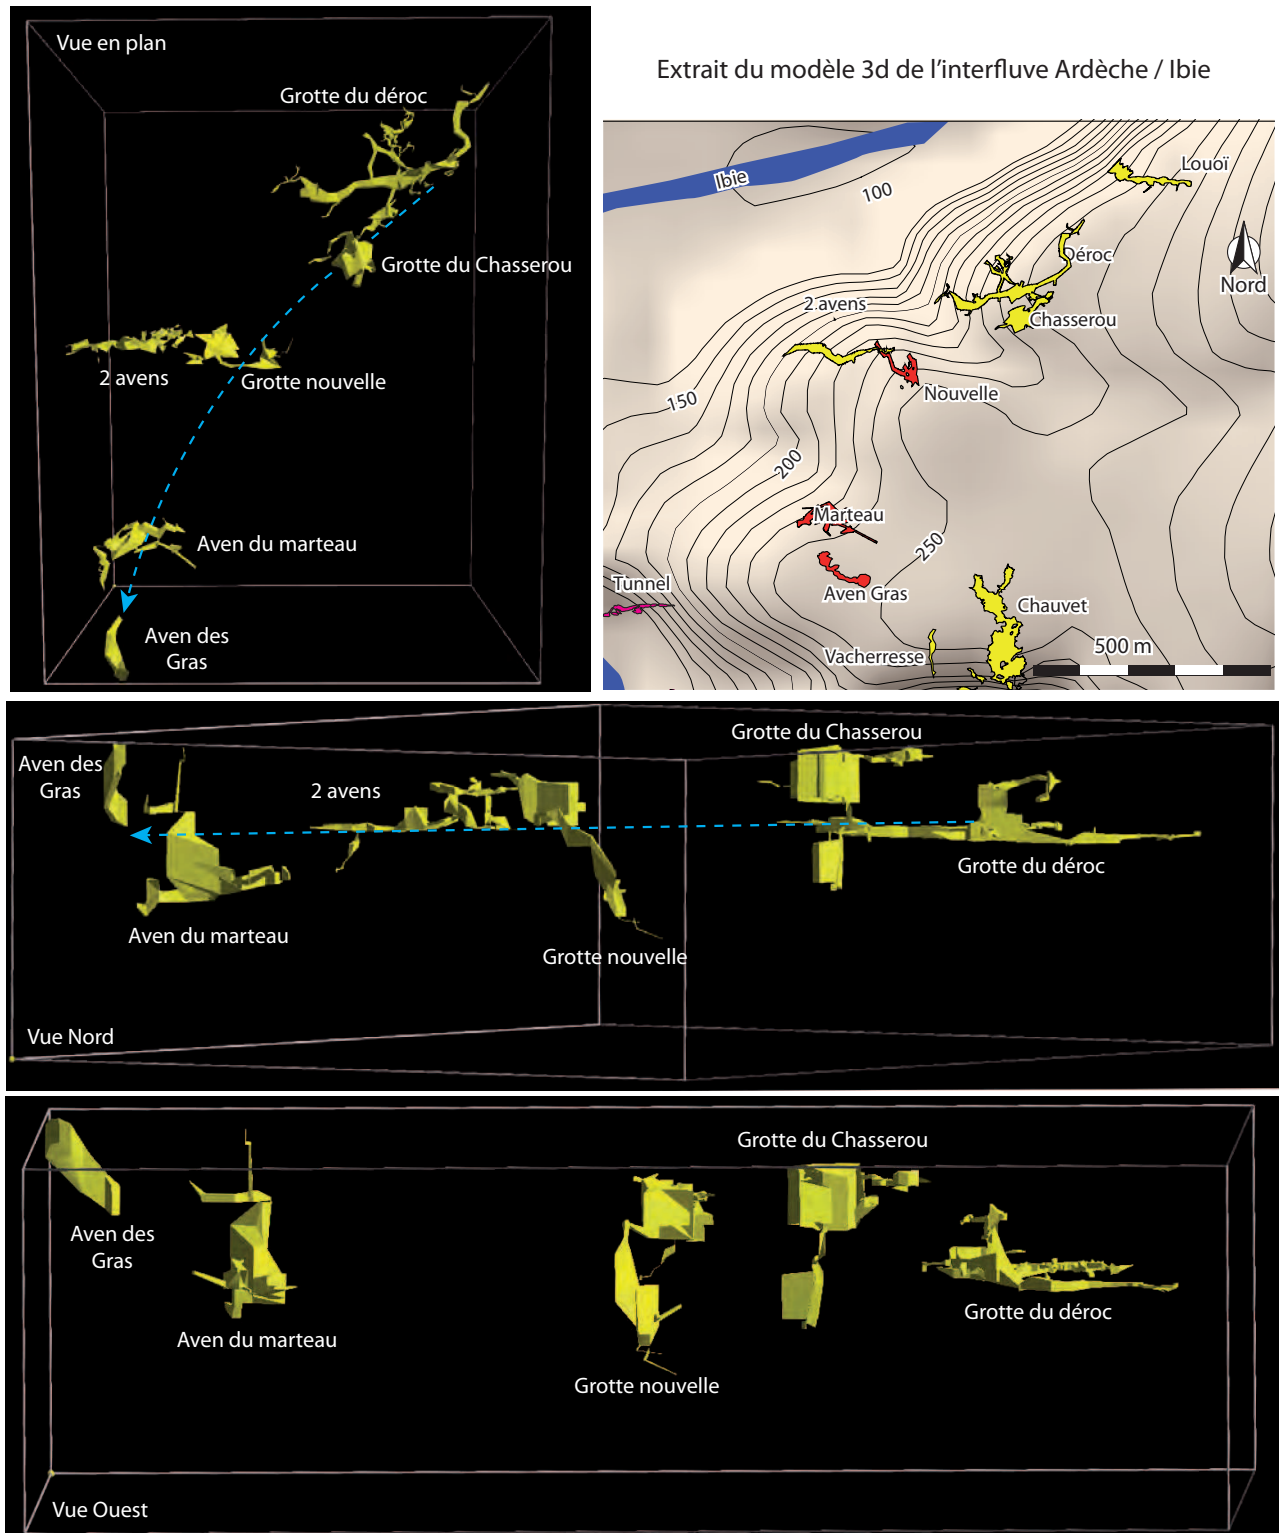 Vue en plan
Grotte du déroc
Grotte du Chasserou
2 avens
Grotte nouvelle
Aven du marteau
Aven des
Gras
Extrait du modèle 3d de l'interfluve Ardèche / Ibie
Louoï
Ibie
100
Déroc
Nord
2 avens
Chasserou
150
Nouvelle
200
Marteau
250
Tunnel
Aven Gras
Chauvet
Vacherresse
500 m
Grotte du Chasserou
Aven des
Gras
2 avens
Grotte du déroc
Aven du marteau
Grotte nouvelle
Vue Nord
Grotte du Chasserou
Aven des
Gras
Aven du marteau
Grotte du déroc
Grotte nouvelle
Vue Ouest